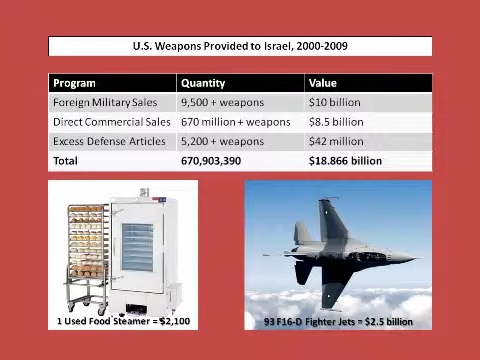 U.S. Weapons Provided to Israel, 2000-2009
Program Quantity Value
Foreign Military Sales 9,500 + weapons $10 billion
Direct Commercial Sales 670 million + weapons $8.5 billion
Excess Defense Articles 5,200 + weapons $42 million
Total 670,903,390 $18.866 billion
1 Used Food Steamer = $2,100
93 F16-D Fighter Jets = $2.5 billion